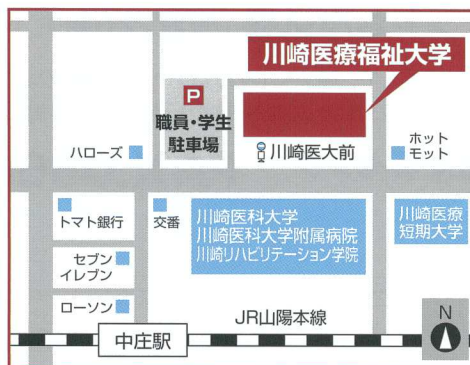 川崎医療福祉大学
P
職員・学生
駐車場
ハローズ
川崎医大前
ホット
モット
トマト銀行
交番
川崎医科大学
川崎医科大学附属病院
川崎リハビリテーション学院
川崎医療
短期大学
セブン
イレブン
ローソン
JR山陽本線
中庄駅
N